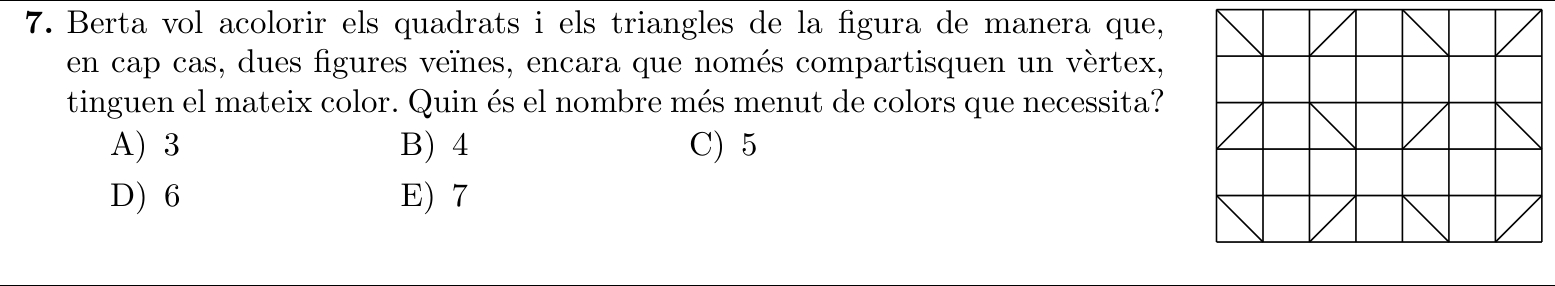 7. Berta vol acolorir els quadrats i els triangles de la figura de manera que,
en cap cas, dues figures veïnes, encara que només compartisquen un vèrtex,
tinguen el mateix color. Quin és el nombre més menut de colors que necessita?
A) 3 B) 4 C) 5
D) 6 E) 7